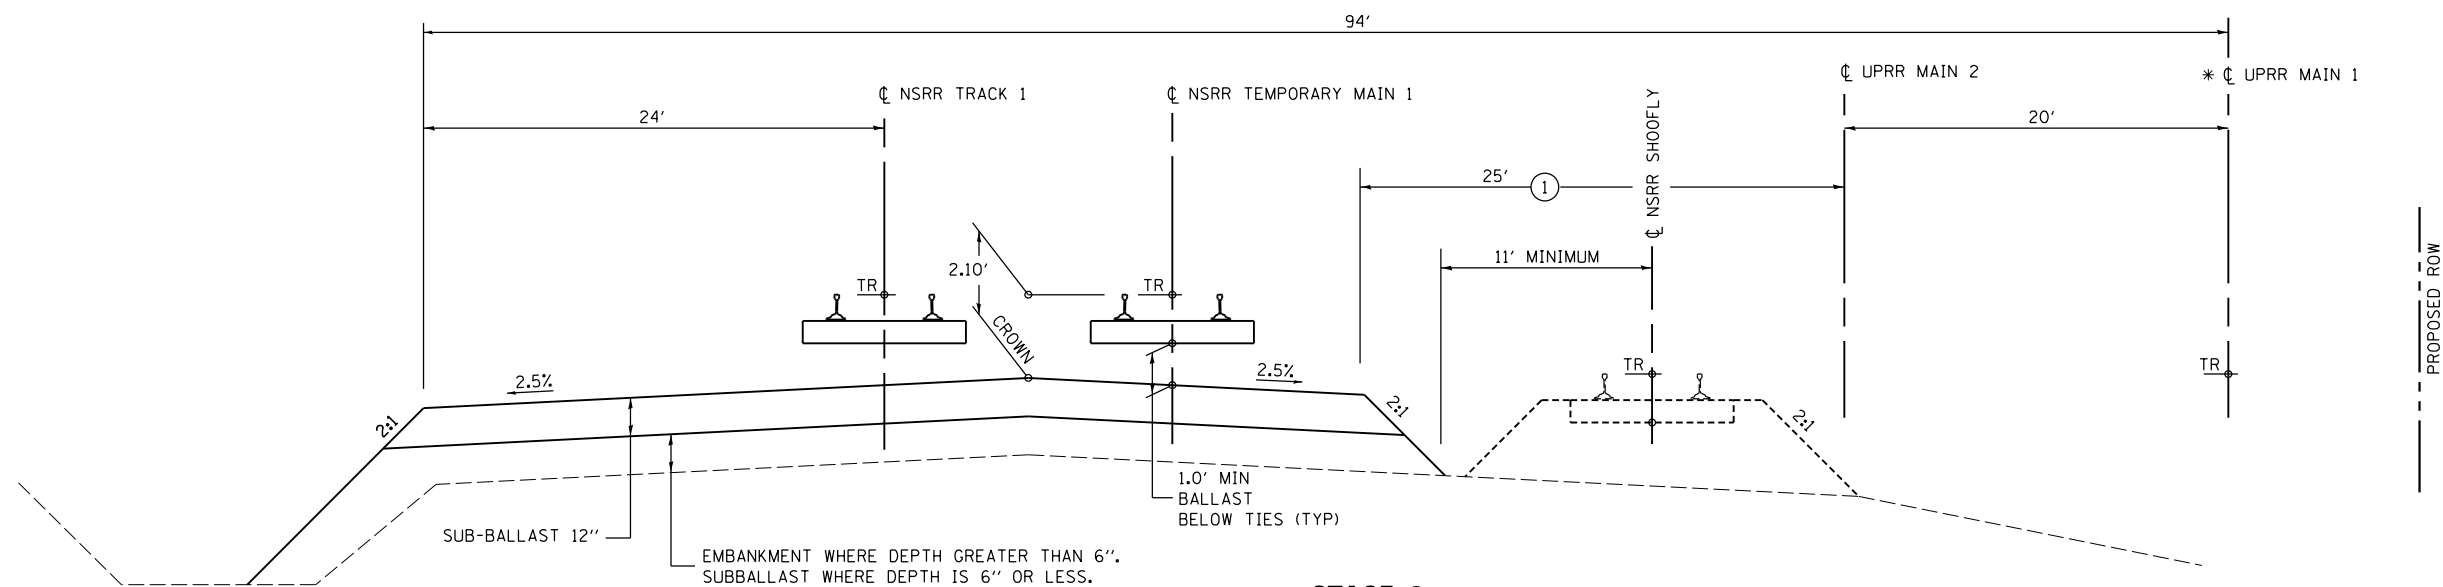 94'
℄ UPRR MAIN 2
* ℄ UPRR MAIN 1
℄ NSRR TRACK 1
℄ NSRR TEMPORARY MAIN 1
℄ NSRR SHOOFLY
24'
20'
25'
1
11' MINIMUM
PROPOSED ROW
2.10'
TR
TR
CROWN
TR
TR
2.5%
2.5%
2:1
2:1
2:1
1.0' MIN
BALLAST
BELOW TIES (TYP)
SUB-BALLAST 12''
EMBANKMENT WHERE DEPTH GREATER THAN 6''.
SUBBALLAST WHERE DEPTH IS 6'' OR LESS.